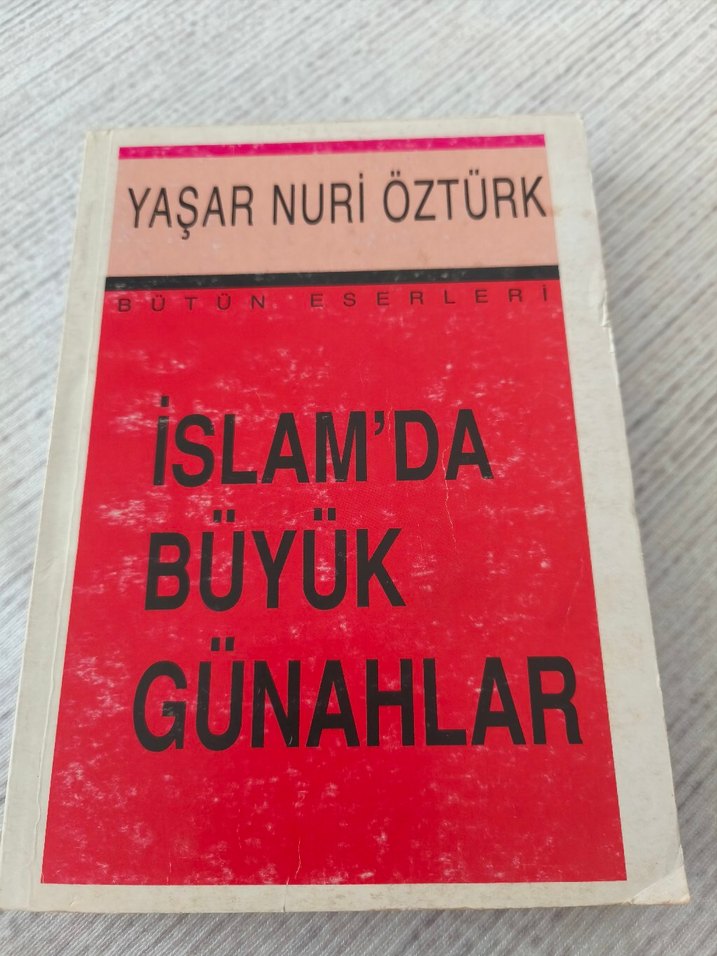 YAŞAR NURİ ÖZTÜRK
BÜTÜN ESERLERİ
İSLAM'DA
BÜYÜK
GÜNAHLAR